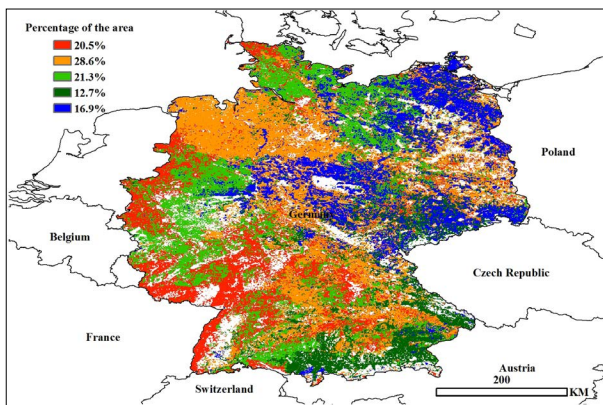 Percentage of the area
20.5%
28.6%
21.3%
12.7%
16.9%
Poland
German
Belgium
Czech Republic
France
Austria
200
KM
Switzerland